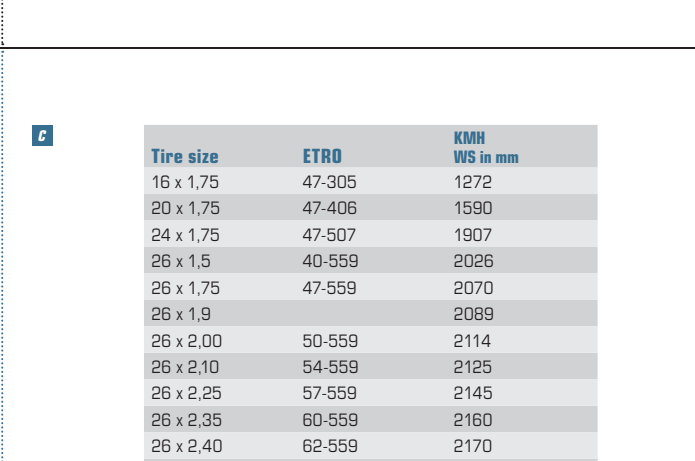 C
KMH
Tire size ETRO WS in mm
16 x 1,75 47-305 1272
20 x 1,75 47-406 1590
24 x 1,75 47-507 1907
26 x 1,5 40-559 2026
26 x 1,75 47-559 2070
26 x 1,9 2089
26 x 2,00 50-559 2114
26 x 2,10 54-559 2125
26 x 2,25 57-559 2145
26 x 2,35 60-559 2160
26 x 2,40 62-559 2170